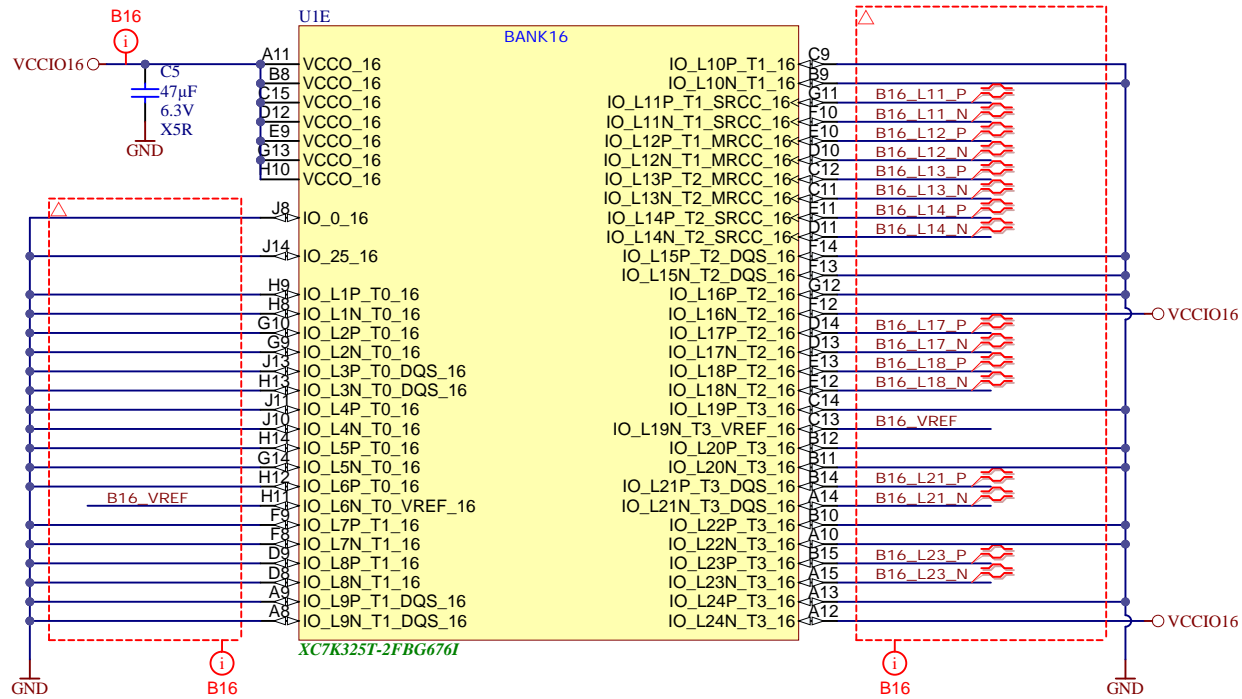 B16
i
U1E
BANK16
VCCIO16
C5
47µF
6.3V
X5R
GND
A11 VCCO_16
B8 VCCO_16
C15 VCCO_16
D12 VCCO_16
E9 VCCO_16
G13 VCCO_16
H10 VCCO_16
J8 IO_0_16
J14 IO_25_16
H9 IO_L1P_T0_16
H8 IO_L1N_T0_16
G10 IO_L2P_T0_16
G9 IO_L2N_T0_16
J13 IO_L3P_T0_DQS_16
H13 IO_L3N_T0_DQS_16
J11 IO_L4P_T0_16
J10 IO_L4N_T0_16
H14 IO_L5P_T0_16
G14 IO_L5N_T0_16
H12 IO_L6P_T0_16
B16_VREF H11 IO_L6N_T0_VREF_16
F9 IO_L7P_T1_16
F8 IO_L7N_T1_16
D9 IO_L8P_T1_16
D8 IO_L8N_T1_16
A9 IO_L9P_T1_DQS_16
A8 IO_L9N_T1_DQS_16
IO_L10P_T1_16 C9
IO_L10N_T1_16 B9
IO_L11P_T1_SRCC_16 G11 B16_L11_P
IO_L11N_T1_SRCC_16 F10 B16_L11_N
IO_L12P_T1_MRCC_16 E10 B16_L12_P
IO_L12N_T1_MRCC_16 D10 B16_L12_N
IO_L13P_T2_MRCC_16 C12 B16_L13_P
IO_L13N_T2_MRCC_16 C11 B16_L13_N
IO_L14P_T2_SRCC_16 E11 B16_L14_P
IO_L14N_T2_SRCC_16 D11 B16_L14_N
IO_L15P_T2_DQS_16 F14
IO_L15N_T2_DQS_16 F13
IO_L16P_T2_16 G12
IO_L16N_T2_16 F12 VCCIO16
IO_L17P_T2_16 D14 B16_L17_P
IO_L17N_T2_16 D13 B16_L17_N
IO_L18P_T2_16 E13 B16_L18_P
IO_L18N_T2_16 E12 B16_L18_N
IO_L19P_T3_16 C14
IO_L19N_T3_VREF_16 C13 B16_VREF
IO_L20P_T3_16 B12
IO_L20N_T3_16 B11
IO_L21P_T3_DQS_16 B14 B16_L21_P
IO_L21N_T3_DQS_16 A14 B16_L21_N
IO_L22P_T3_16 B10
IO_L22N_T3_16 A10
IO_L23P_T3_16 B15 B16_L23_P
IO_L23N_T3_16 A15 B16_L23_N
IO_L24P_T3_16 A13
IO_L24N_T3_16 A12 VCCIO16
XC7K325T-2FBG676I
GND
i
B16
i
B16
GND